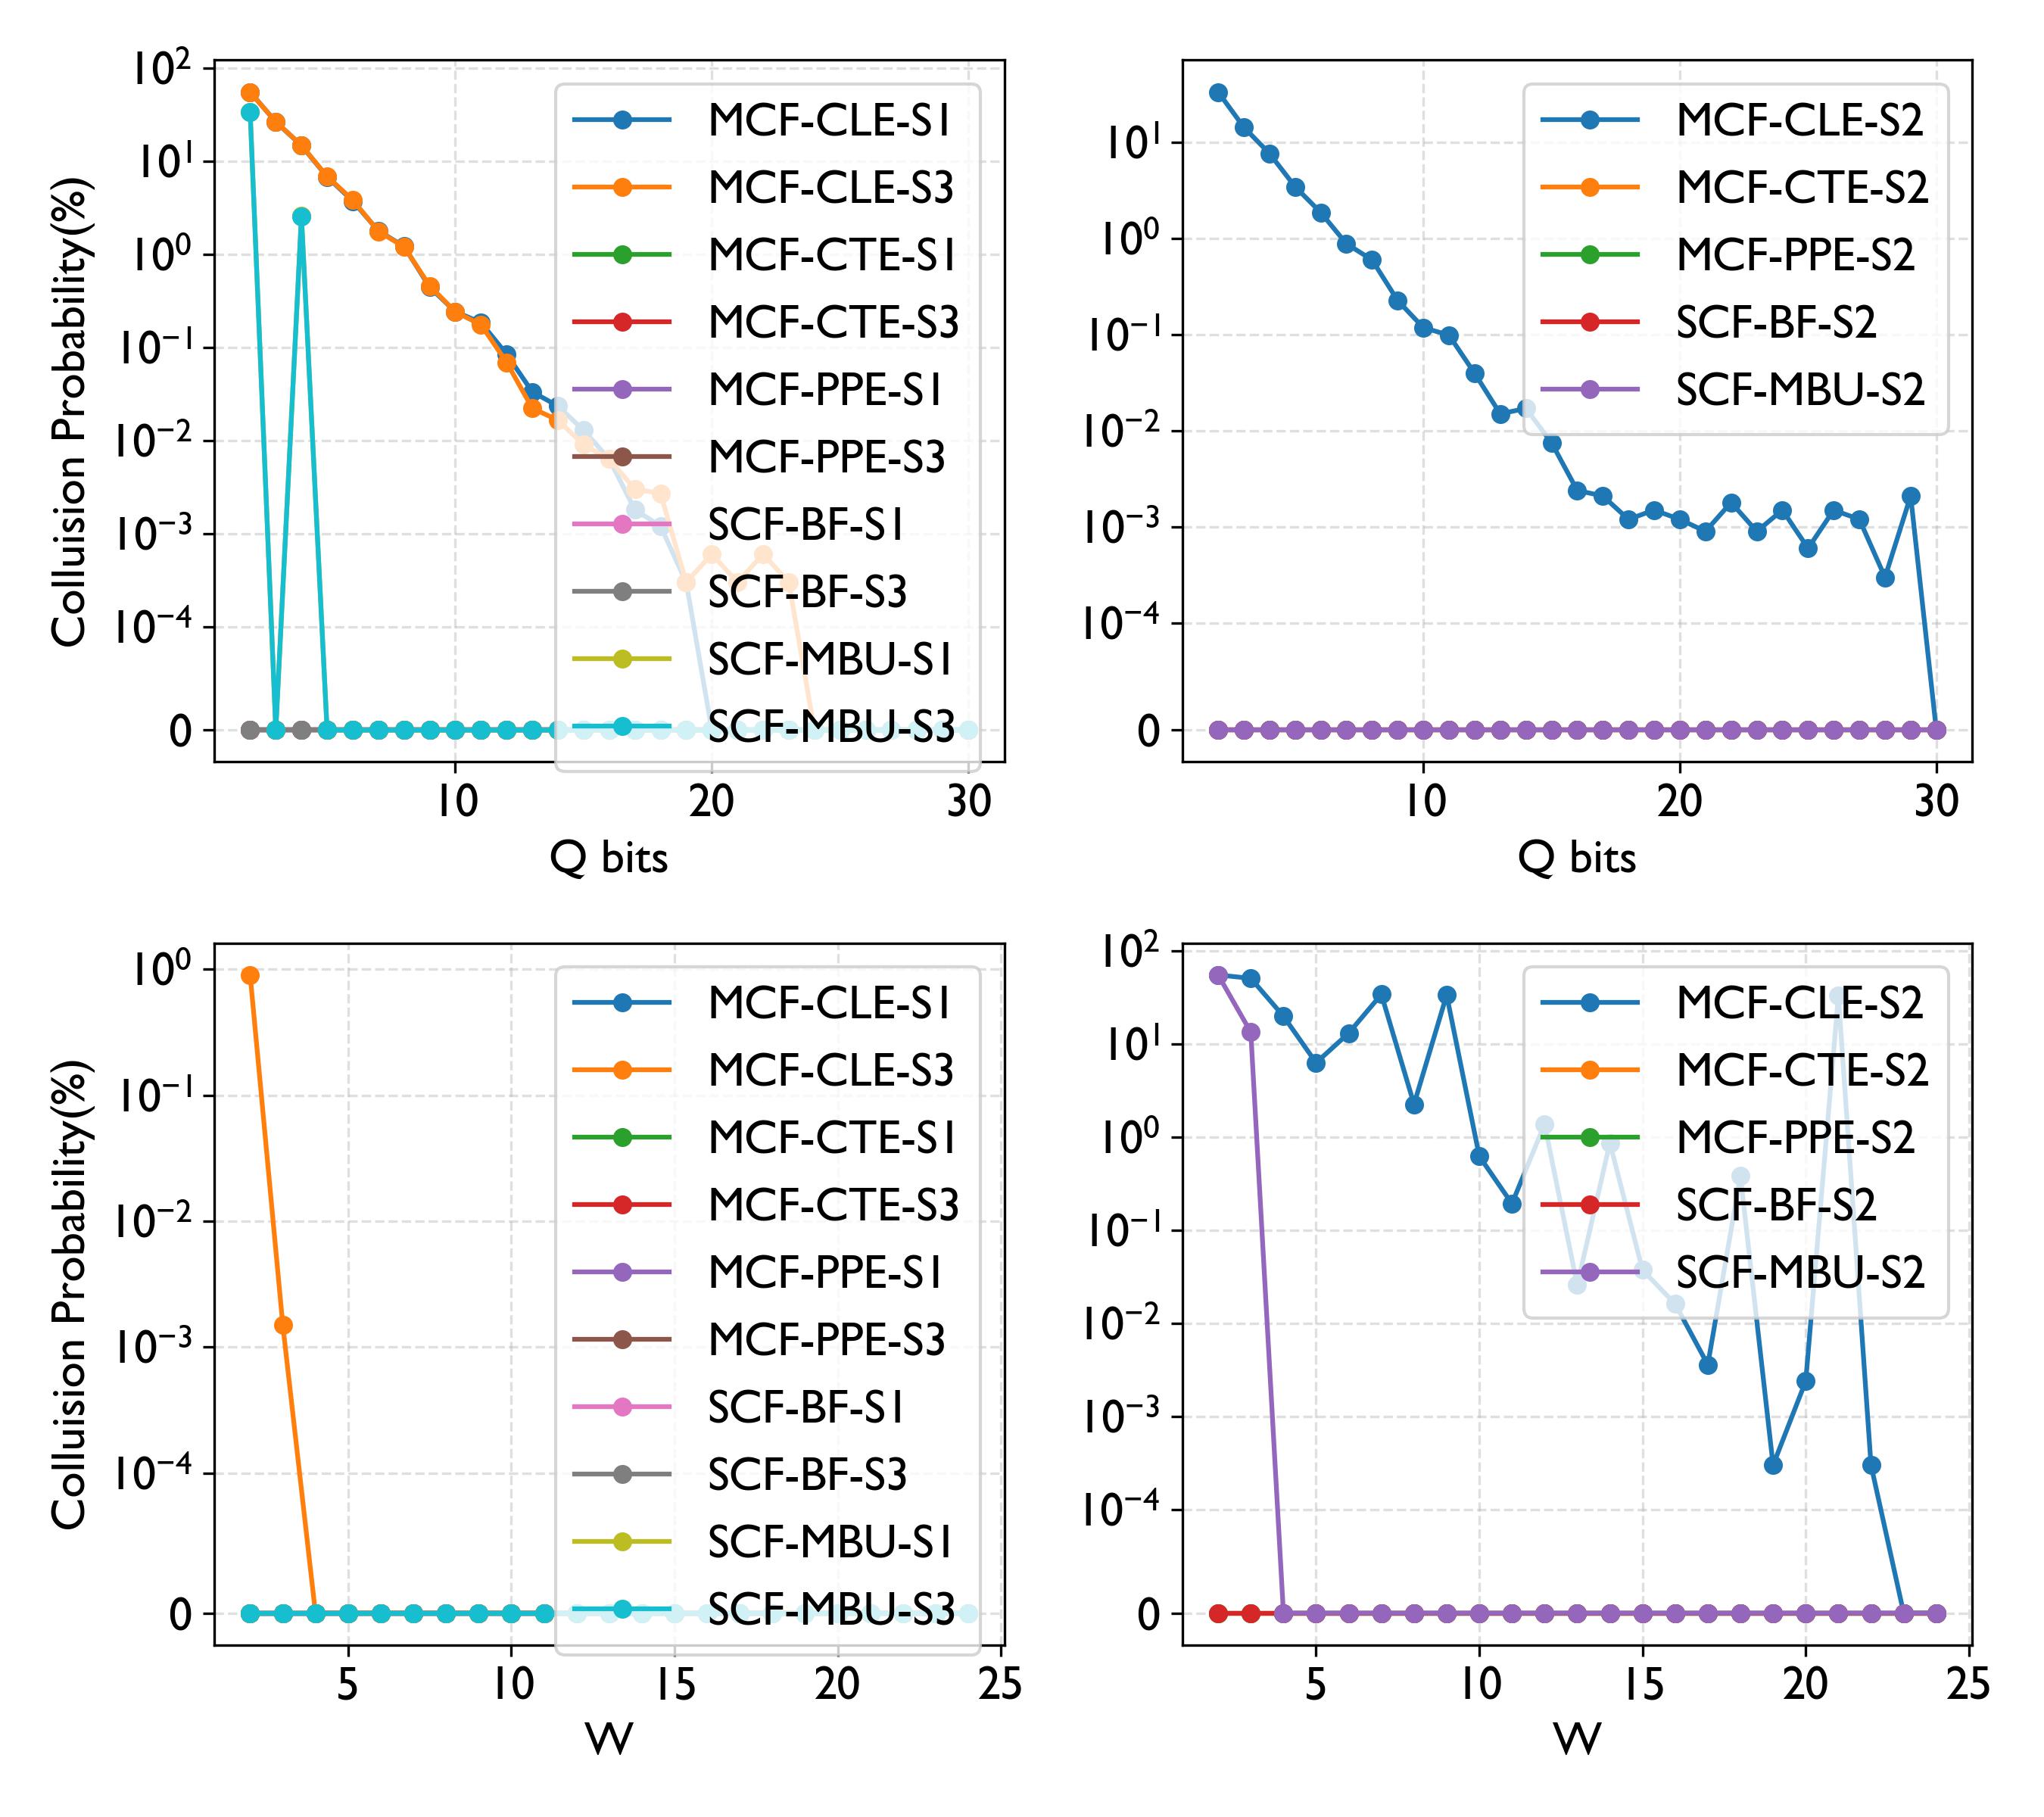 Colluision Probability(%)
10²
10¹
10⁰
10⁻¹
10⁻²
10⁻³
10⁻⁴
0
MCF-CLE-S1
MCF-CLE-S3
MCF-CTE-S1
MCF-CTE-S3
MCF-PPE-S1
MCF-PPE-S3
SCF-BF-S1
SCF-BF-S3
SCF-MBU-S1
SCF-MBU-S3
10 20 30
Q bits
10¹
10⁰
10⁻¹
10⁻²
10⁻³
10⁻⁴
0
MCF-CLE-S2
MCF-CTE-S2
MCF-PPE-S2
SCF-BF-S2
SCF-MBU-S2
10 20 30
Q bits
Colluision Probability(%)
10⁰
10⁻¹
10⁻²
10⁻³
10⁻⁴
0
MCF-CLE-S1
MCF-CLE-S3
MCF-CTE-S1
MCF-CTE-S3
MCF-PPE-S1
MCF-PPE-S3
SCF-BF-S1
SCF-BF-S3
SCF-MBU-S1
SCF-MBU-S3
5 10 15 20 25
W
10²
10¹
10⁰
10⁻¹
10⁻²
10⁻³
10⁻⁴
0
MCF-CLE-S2
MCF-CTE-S2
MCF-PPE-S2
SCF-BF-S2
SCF-MBU-S2
5 10 15 20 25
W